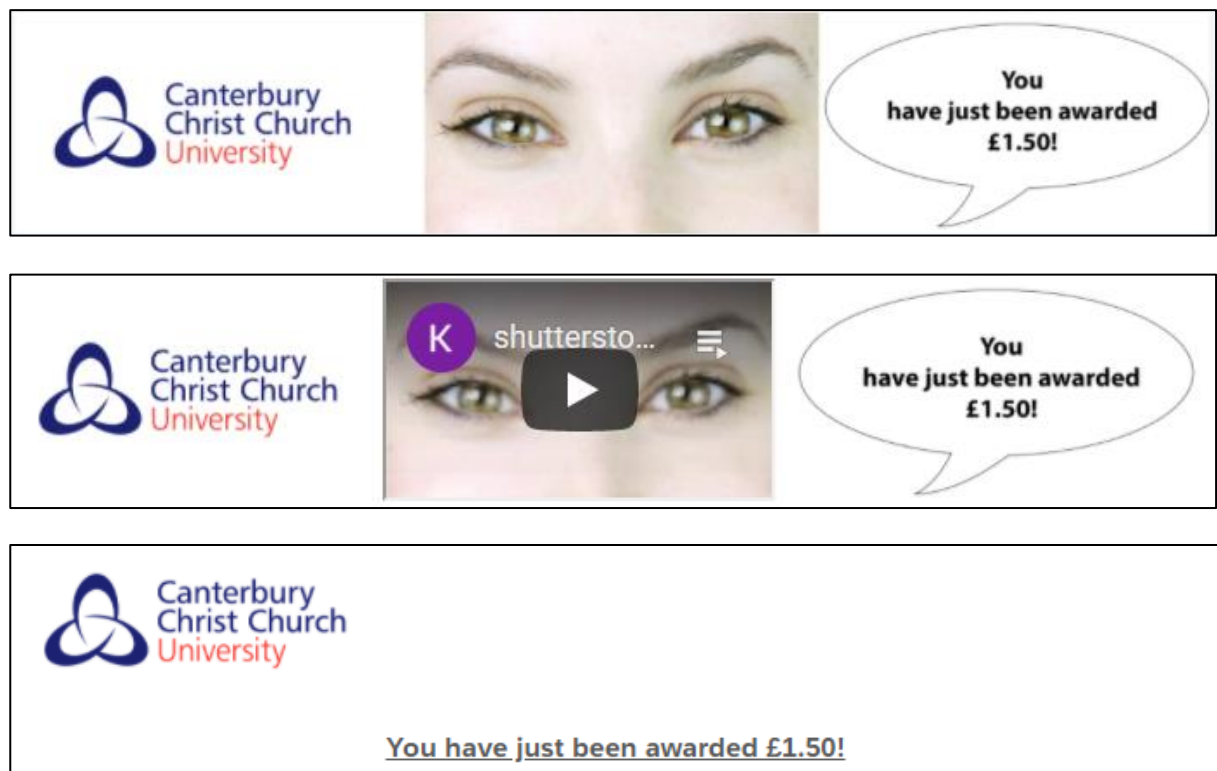 Canterbury
Christ Church
University
You
have just been awarded
£1.50!
Canterbury
Christ Church
University
K
shuttersto...
You
have just been awarded
£1.50!
Canterbury
Christ Church
University
You have just been awarded £1.50!